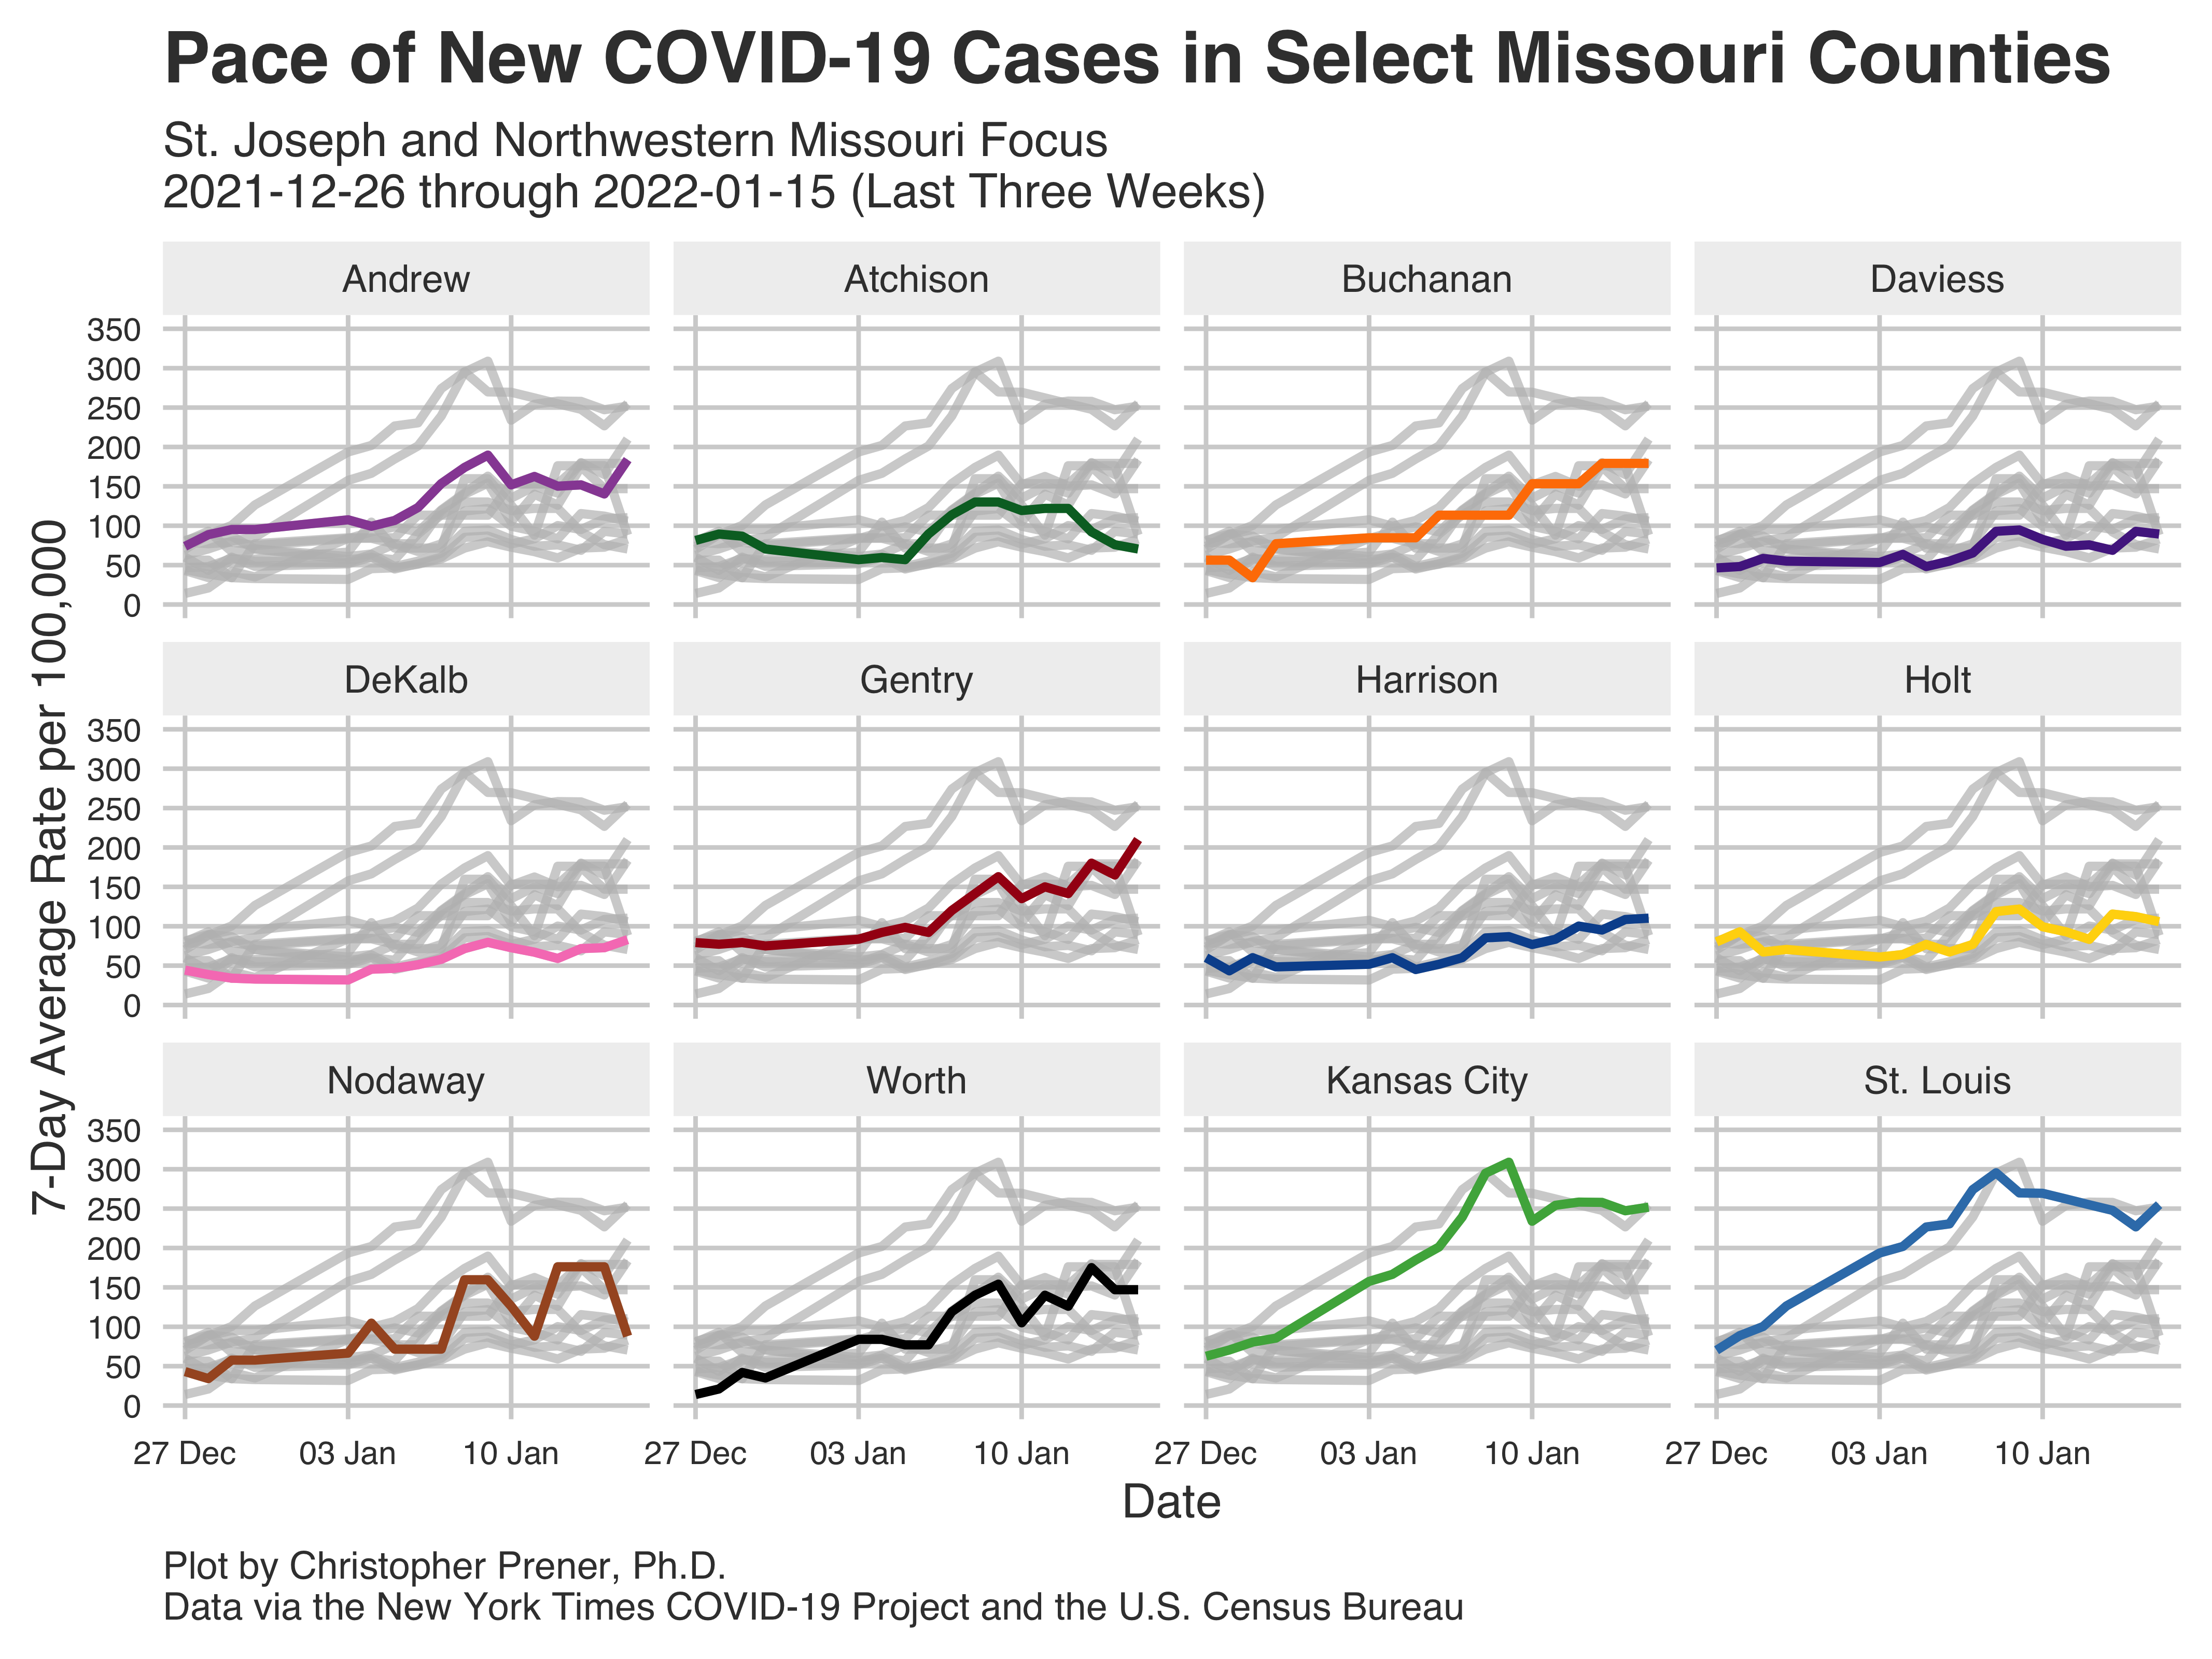 Pace of New COVID-19 Cases in Select Missouri Counties
St. Joseph and Northwestern Missouri Focus
2021-12-26 through 2022-01-15 (Last Three Weeks)
7-Day Average Rate per 100,000
Andrew
Atchison
Buchanan
Daviess
350
300
250
200
150
100
50
0
DeKalb
Gentry
Harrison
Holt
350
300
250
200
150
100
50
0
Nodaway
Worth
Kansas City
St. Louis
350
300
250
200
150
100
50
0
27 Dec 03 Jan 10 Jan 27 Dec 03 Jan 10 Jan 27 Dec 03 Jan 10 Jan 27 Dec 03 Jan 10 Jan
Date
Plot by Christopher Prener, Ph.D.
Data via the New York Times COVID-19 Project and the U.S. Census Bureau